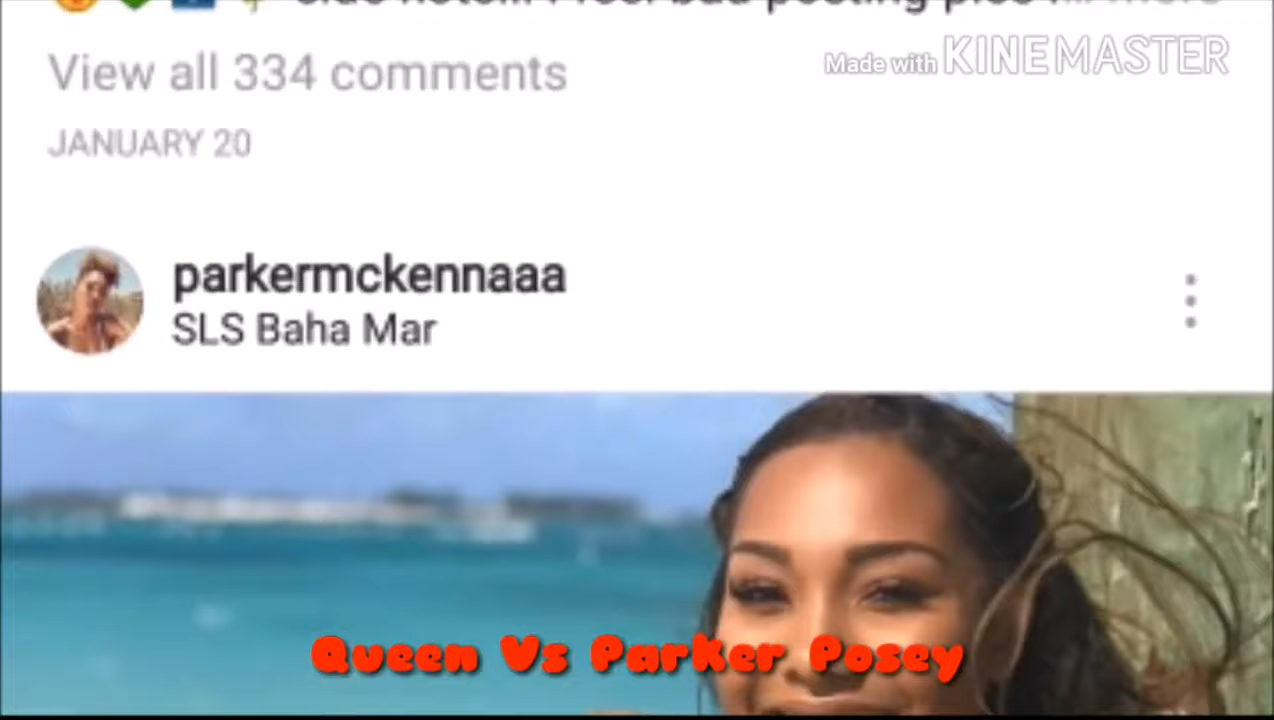 Made with KINEMASTER
View all 334 comments
JANUARY 20
parkermckennaaa
SLS Baha Mar
Queen Vs Parker Posey